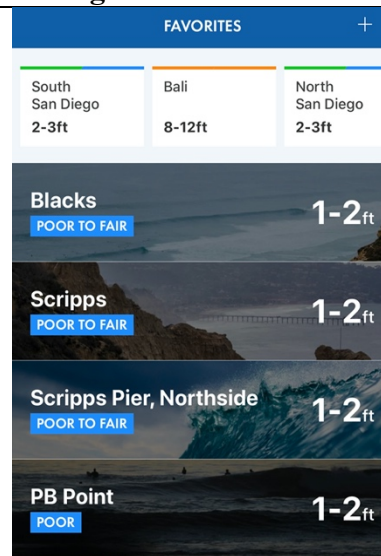 FAVORITES +
South
San Diego
2-3ft
Bali
8-12ft
North
San Diego
2-3ft
Blacks
POOR TO FAIR
1-2ft
Scripps
POOR TO FAIR
1-2ft
Scripps Pier, Northside
POOR TO FAIR
1-2ft
PB Point
POOR
1-2ft